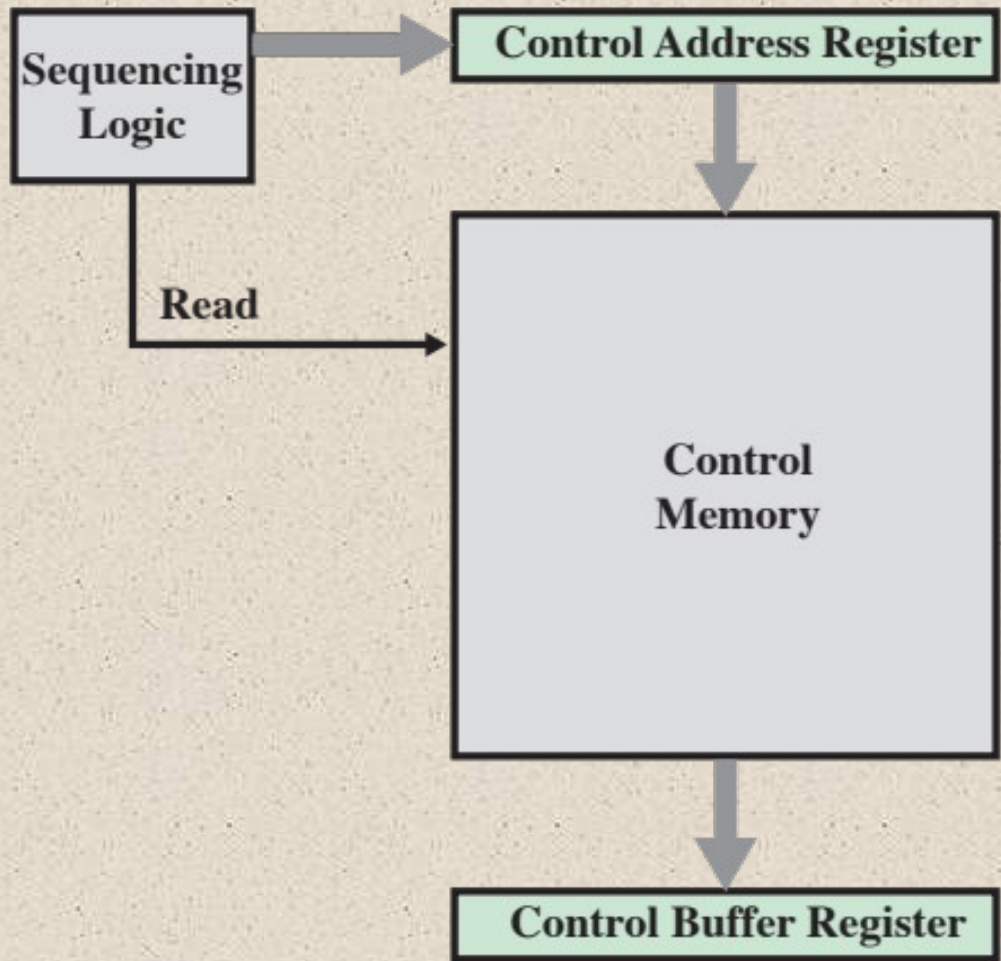 Sequencing
Logic
Control Address Register
Read
Control
Memory
Control Buffer Register